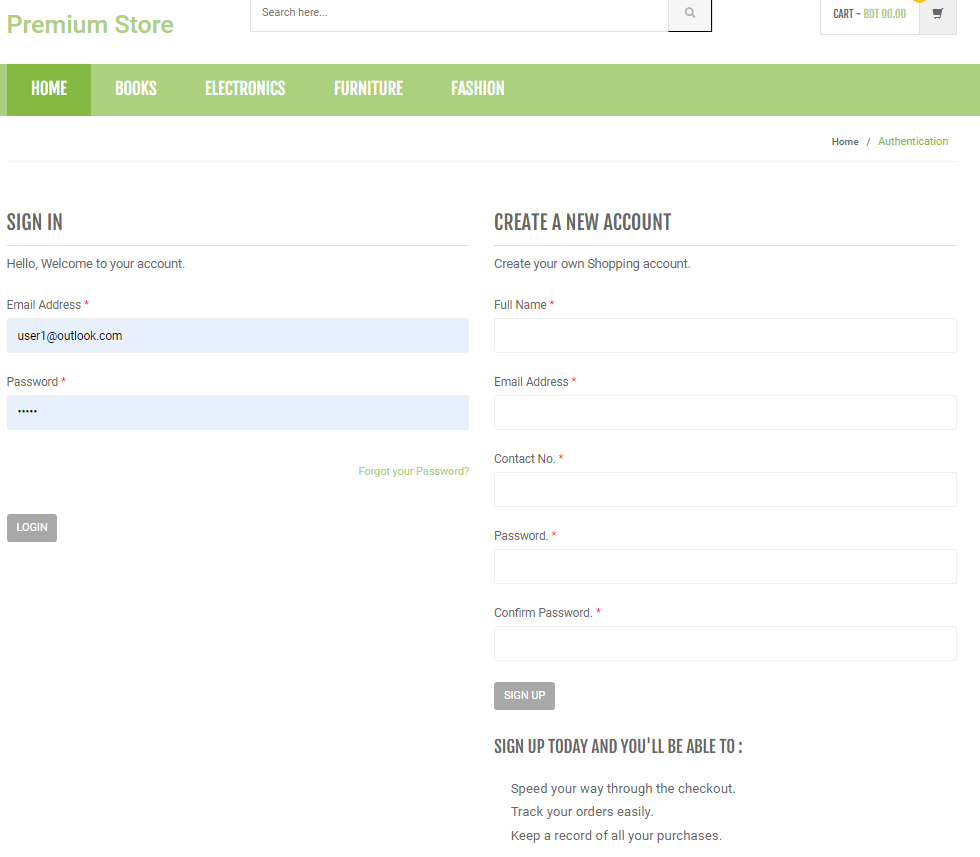 Premium Store
Search here...
CART - BDT 00.00
HOME BOOKS ELECTRONICS FURNITURE FASHION
Home / Authentication
SIGN IN
Hello, Welcome to your account.
Email Address *
user1@outlook.com
Password *
•••••
Forgot your Password?
LOGIN
CREATE A NEW ACCOUNT
Create your own Shopping account.
Full Name *
Email Address *
Contact No. *
Password. *
Confirm Password. *
SIGN UP
SIGN UP TODAY AND YOU'LL BE ABLE TO :
Speed your way through the checkout.
Track your orders easily.
Keep a record of all your purchases.